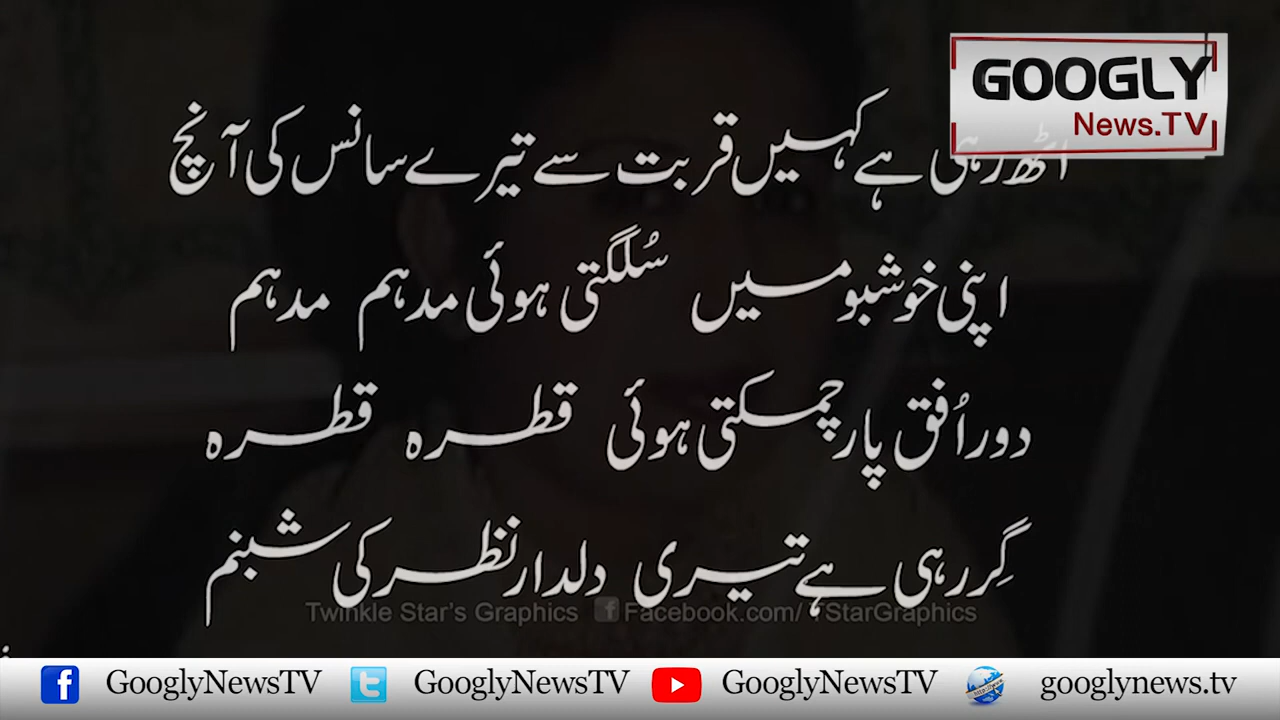 GOOGLY
News.TV
اٹھ رہی ہے کہیں قربت سے تیرے سانس کی آنچ
اپنی خوشبو میں سُلگتی ہوئی مدہم مدہم
دور اُفق پار چمکتی ہوئی قطرہ قطرہ
گِر رہی ہے تیری دلدار نظر کی شبنم
Twinkle Star's Graphics Facebook.com/TStarGraphics
GooglyNewsTV GooglyNewsTV GooglyNewsTV googlynews.tv